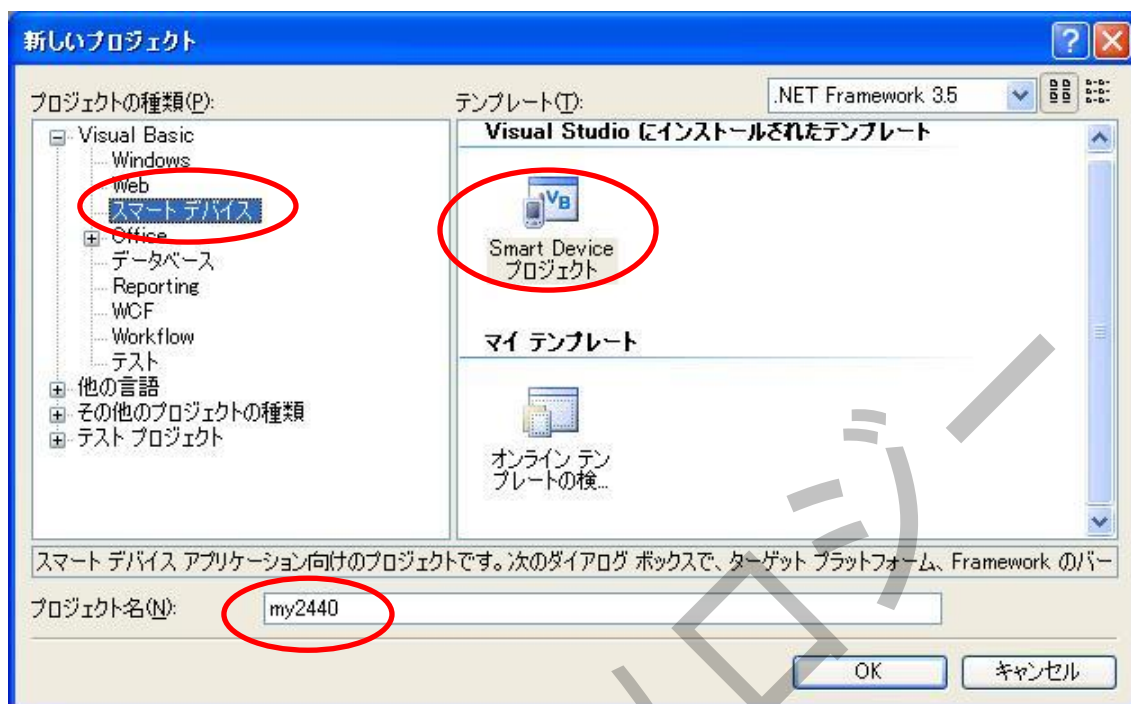 新しいプロジェクト
プロジェクトの種類(P):
テンプレート(T):
.NET Framework 3.5
Visual Basic
Windows
Web
スマート デバイス
Office
データベース
Reporting
WCF
Workflow
テスト
他の言語
その他のプロジェクトの種類
テスト プロジェクト
Visual Studio にインストールされたテンプレート
VB
Smart Device
プロジェクト
マイ テンプレート
オンライン テン
プレートの検...
スマート デバイス アプリケーション向けのプロジェクトです。次のダイアログ ボックスで、ターゲット プラットフォーム、Framework のバー
プロジェクト名(N):
my2440
OK
キャンセル
ロジー